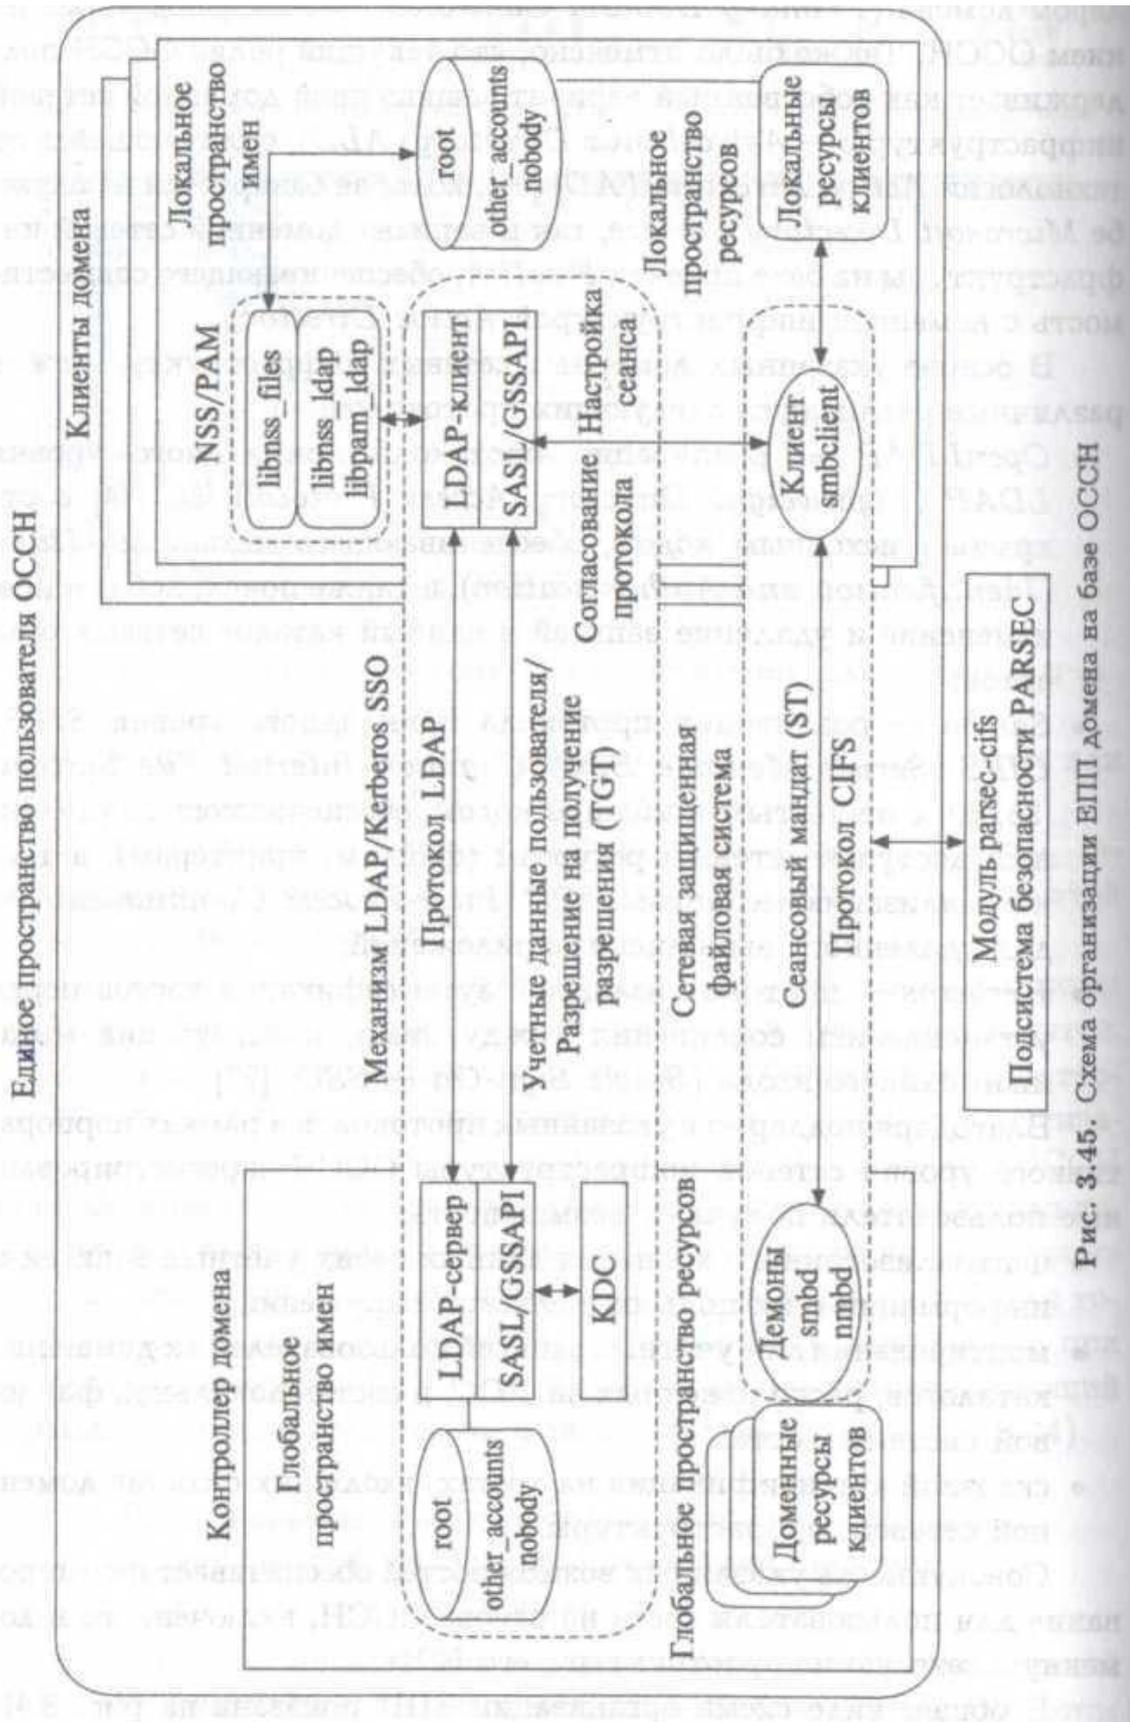 Единое пространство пользователя ОССН
Контроллер домена
Клиенты домена
Глобальное
пространство имен
Механизм LDAP/Kerberos SSO
NSS/PAM
Локальное
пространство
имен
root
other_accounts
nobody
LDAP-сервер
SASL/GSSAPI
KDC
Протокол LDAP
Учетные данные пользователя/
Разрешение на получение
разрешения (TGT)
libnss_files
libnss_ldap
libpam_ldap
LDAP-клиент
SASL/GSSAPI
root
other_accounts
nobody
Согласование
протокола
Настройка
сеанса
Глобальное пространство ресурсов
Сетевая защищенная
файловая система
Локальное
пространство
ресурсов
Доменные
ресурсы
клиентов
Демоны
smbd
nmbd
Сеансовый мандат (ST)
Протокол CIFS
Клиент
smbclient
Локальные
ресурсы
клиентов
Модуль parsec-cifs
Подсистема безопасности PARSEC
Рис. 3.45. Схема организации ЕПП домена на базе ОССН